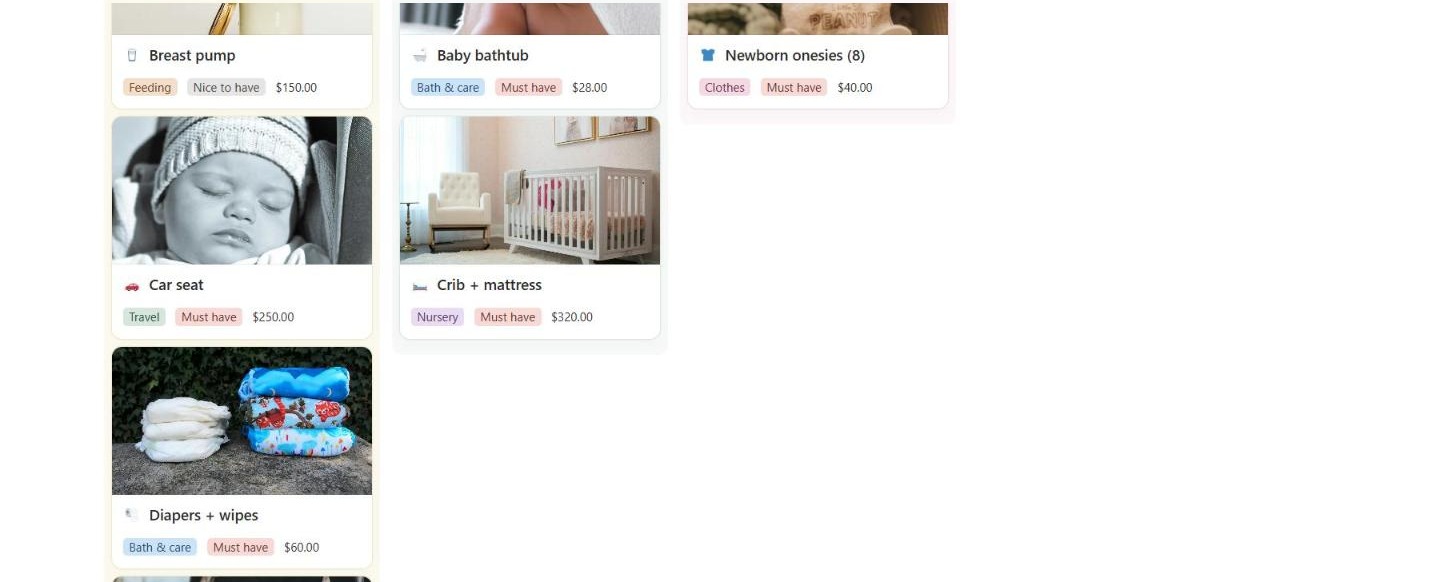 PEANUT
Breast pump
Feeding Nice to have $150.00
Baby bathtub
Bath & care Must have $28.00
Newborn onesies (8)
Clothes Must have $40.00
Car seat
Travel Must have $250.00
Crib + mattress
Nursery Must have $320.00
Diapers + wipes
Bath & care Must have $60.00